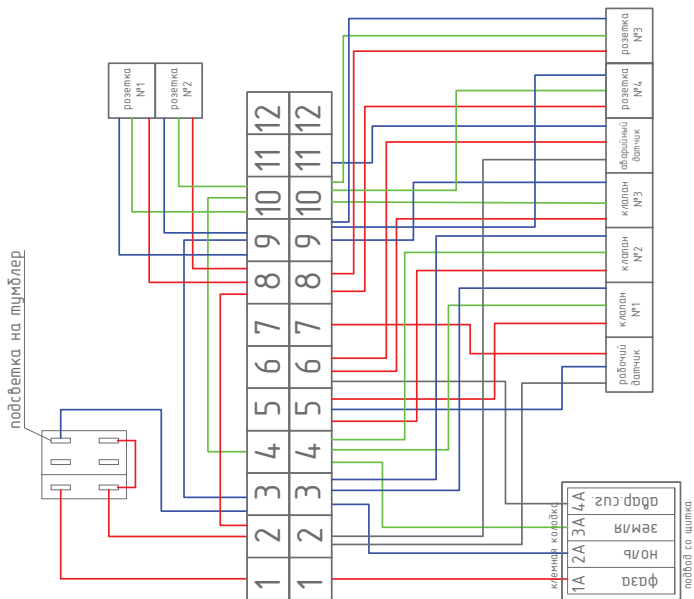 розетка
№1
розетка
№2
розетка
№3
розетка
№4
аварийный
датчик
клапан
№3
клапан
№2
клапан
№1
рабочий
датчик
подсветка на тумблер
12 12
11 11
10 10
9 9
8 8
7 7
6 6
5 5
4 4
3 3
2 2
1 1
клемная колодка
4А авар.сиг.
3А земля
2А ноль
1А фаза
подвод со щитка